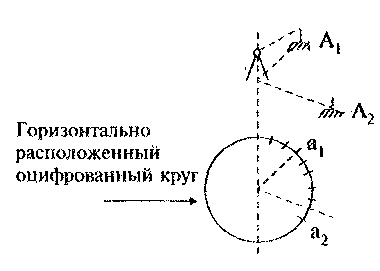 A₁
A₂
Горизонтально
расположенный
оцифрованный круг
a₁
a₂